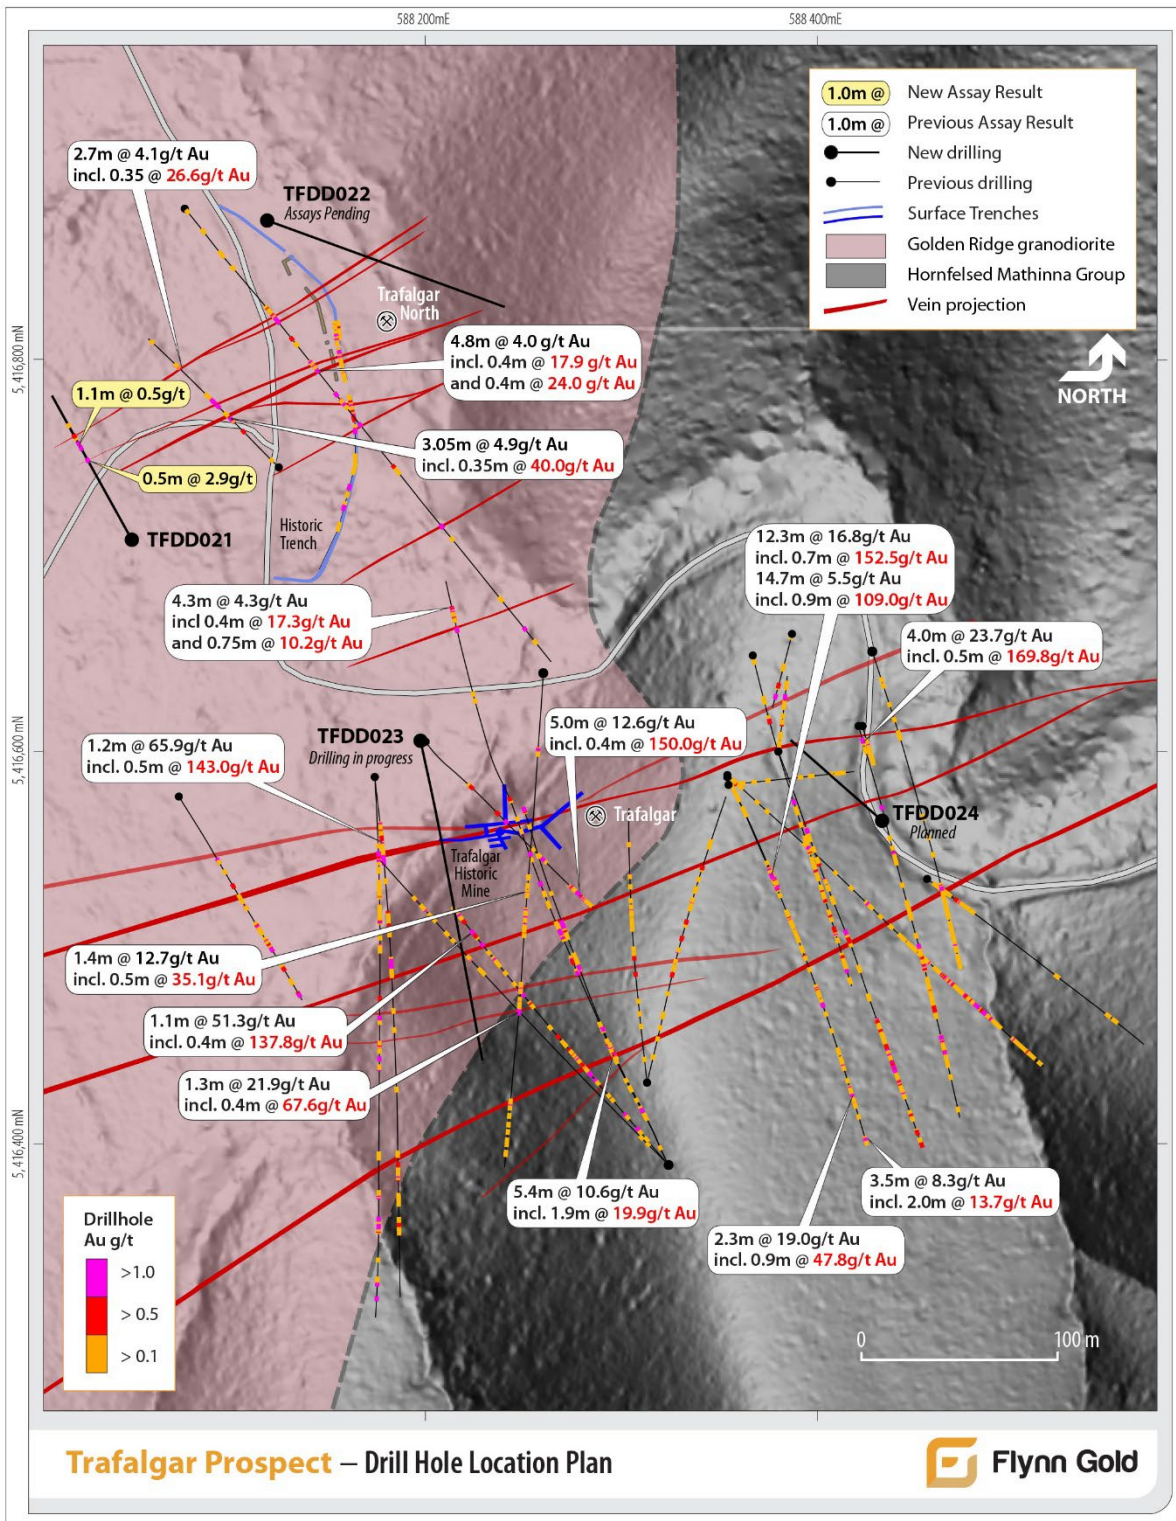 588 200mE
588 400mE
1.0m @ New Assay Result
1.0m @ Previous Assay Result
New drilling
Previous drilling
Surface Trenches
Golden Ridge granodiorite
Hornfelsed Mathinna Group
Vein projection
NORTH
2.7m @ 4.1g/t Au
incl. 0.35 @ 26.6g/t Au
TFDD022
Assays Pending
Trafalgar
North
5, 416,800 mN
4.8m @ 4.0 g/t Au
incl. 0.4m @ 17.9 g/t Au
and 0.4m @ 24.0 g/t Au
1.1m @ 0.5g/t
3.05m @ 4.9g/t Au
incl. 0.35m @ 40.0g/t Au
0.5m @ 2.9g/t
TFDD021
Historic
Trench
12.3m @ 16.8g/t Au
incl. 0.7m @ 152.5g/t Au
14.7m @ 5.5g/t Au
incl. 0.9m @ 109.0g/t Au
4.3m @ 4.3g/t Au
incl 0.4m @ 17.3g/t Au
and 0.75m @ 10.2g/t Au
4.0m @ 23.7g/t Au
incl. 0.5m @ 169.8g/t Au
5, 416,600 mN
TFDD023
Drilling in progress
5.0m @ 12.6g/t Au
incl. 0.4m @ 150.0g/t Au
1.2m @ 65.9g/t Au
incl. 0.5m @ 143.0g/t Au
Trafalgar
TFDD024
Planned
Trafalgar
Historic
Mine
1.4m @ 12.7g/t Au
incl. 0.5m @ 35.1g/t Au
1.1m @ 51.3g/t Au
incl. 0.4m @ 137.8g/t Au
1.3m @ 21.9g/t Au
incl. 0.4m @ 67.6g/t Au
5, 416,400 mN
5.4m @ 10.6g/t Au
incl. 1.9m @ 19.9g/t Au
3.5m @ 8.3g/t Au
incl. 2.0m @ 13.7g/t Au
2.3m @ 19.0g/t Au
incl. 0.9m @ 47.8g/t Au
Drillhole
Au g/t
>1.0
> 0.5
> 0.1
0 100 m
Trafalgar Prospect – Drill Hole Location Plan
Flynn Gold